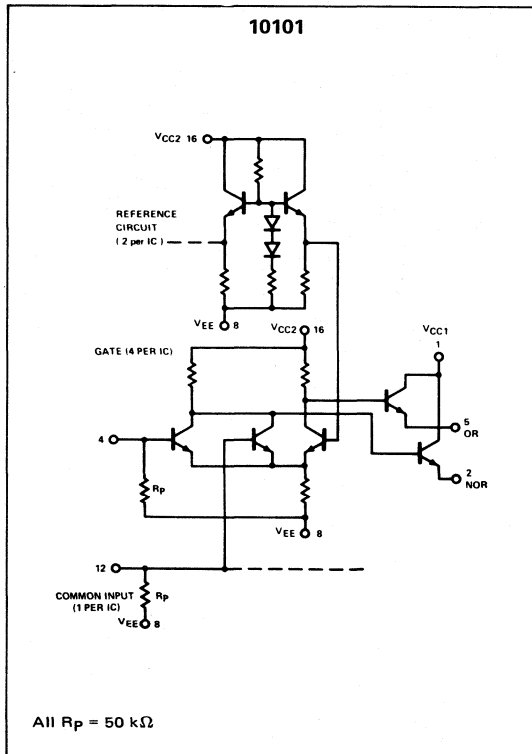 10101
VCC2 16
REFERENCE
CIRCUIT
( 2 per IC )
VEE 8
VCC2 16
VCC1
1
GATE (4 PER IC)
4
5
OR
2
NOR
RP
VEE 8
12
COMMON INPUT
(1 PER IC)
RP
VEE 8
All RP = 50 kΩ